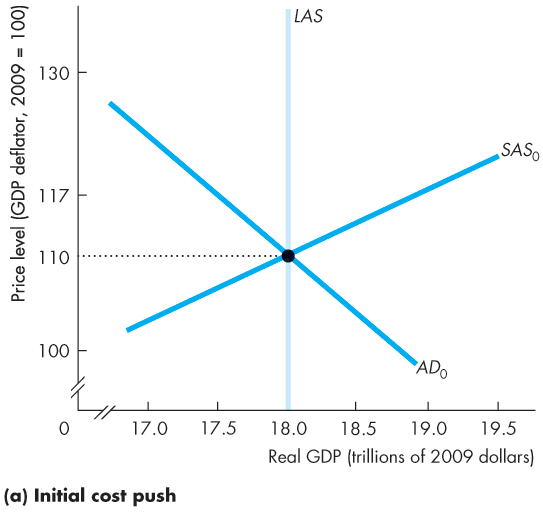 Price level (GDP deflator, 2009 = 100)
LAS
130
SAS0
117
110
100
AD0
0
17.0
17.5
18.0
18.5
19.0
19.5
Real GDP (trillions of 2009 dollars)
(a) Initial cost push